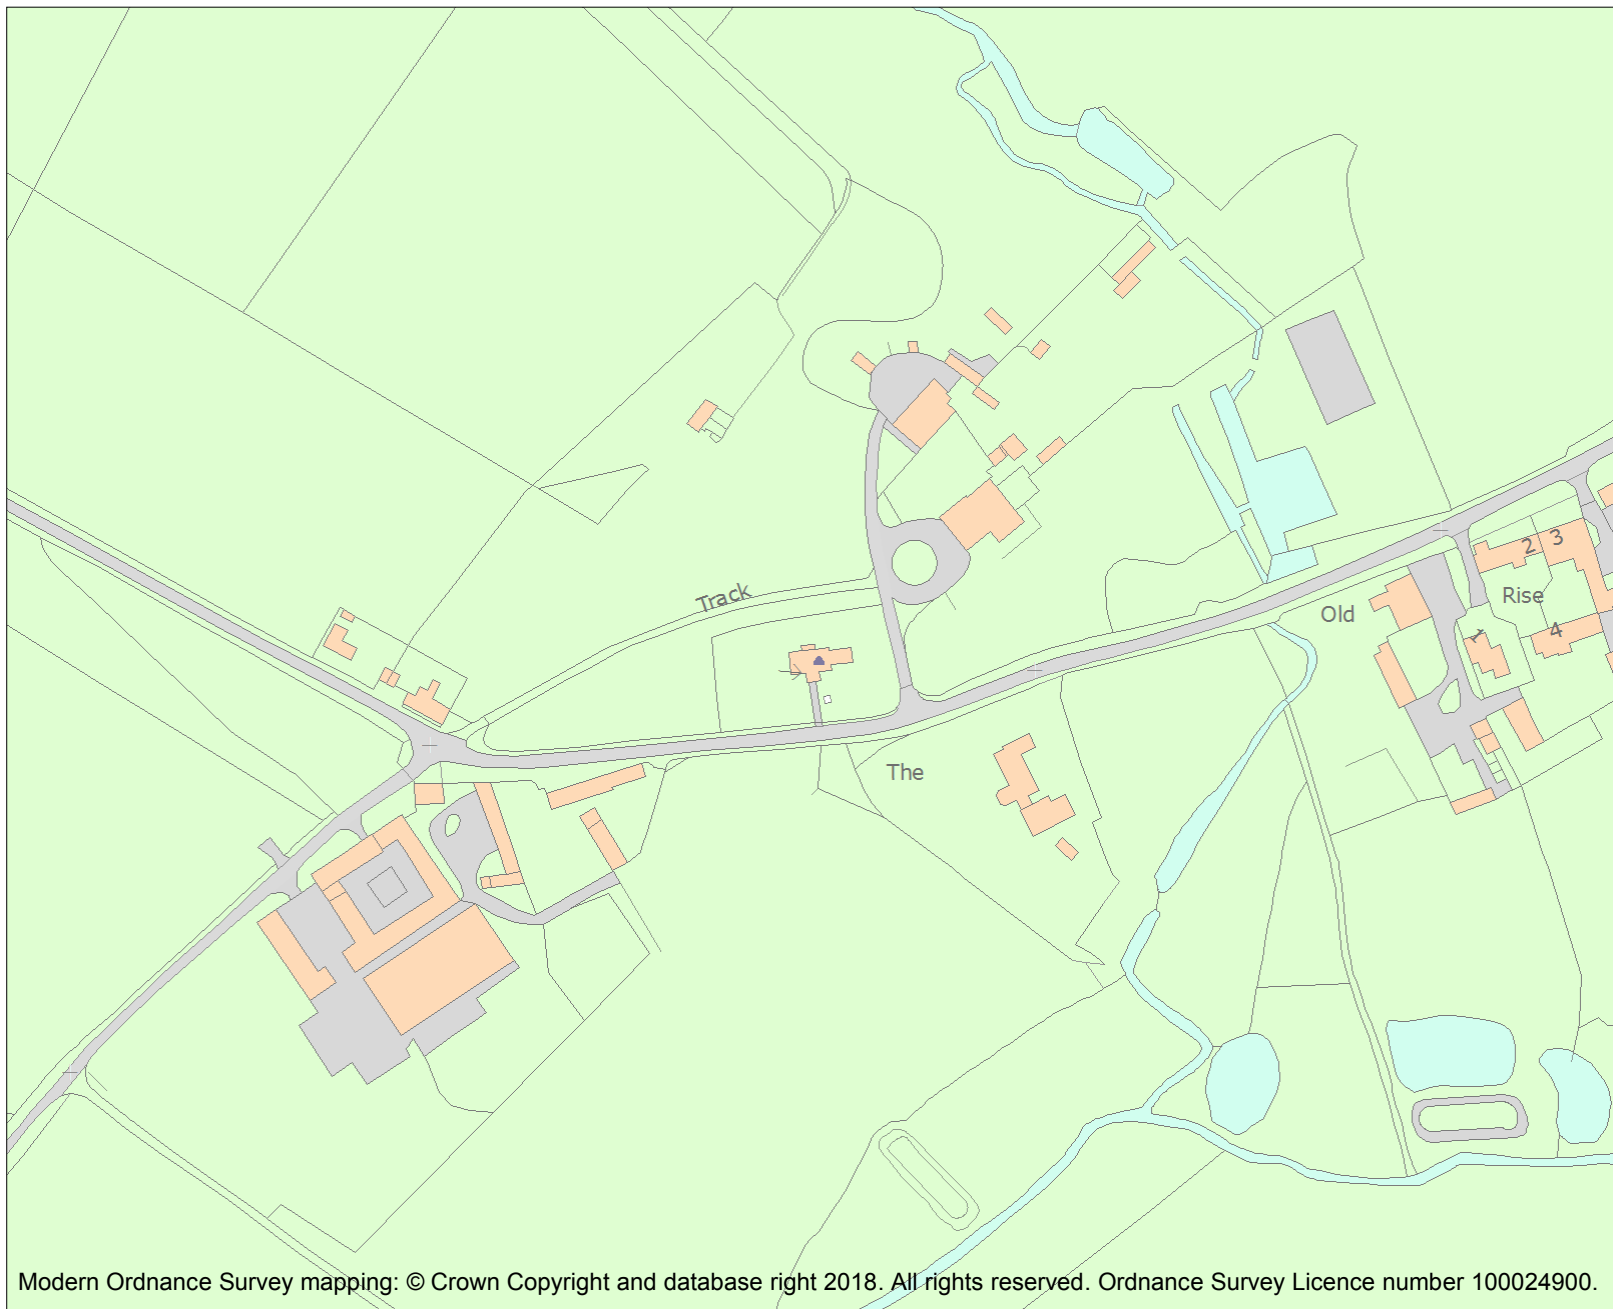 2 3
Track
Rise
Old
1
4
The
Modern Ordnance Survey mapping: © Crown Copyright and database right 2018. All rights reserved. Ordnance Survey Licence number 100024900.